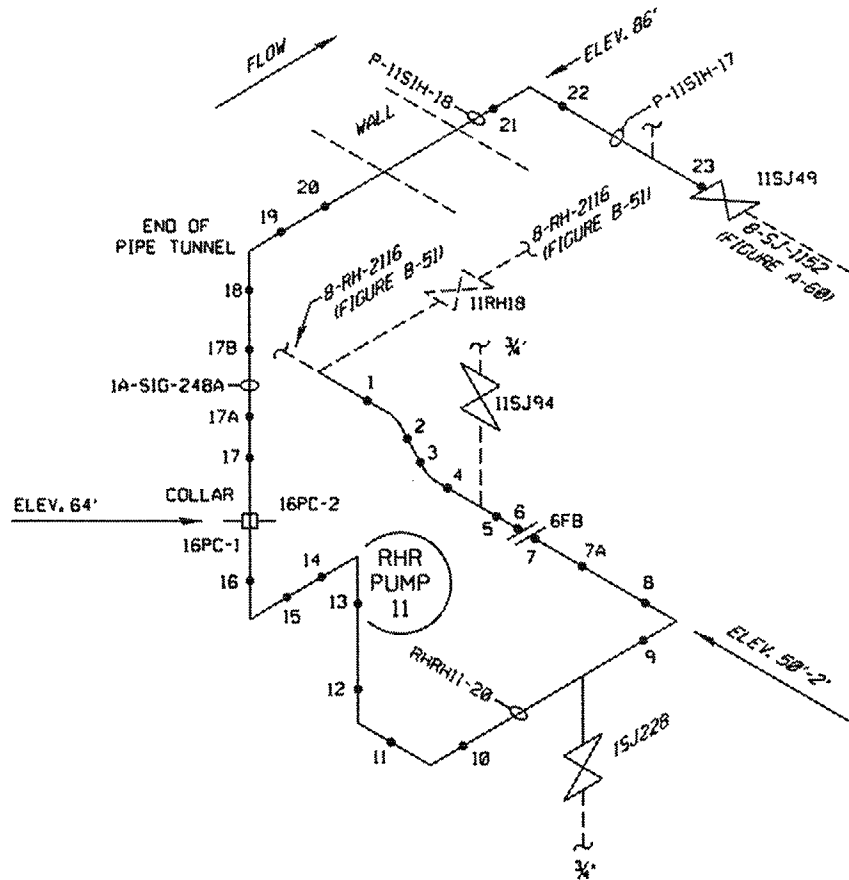 FLOW
ELEV. 86'
P-11SIH-18
P-11SIH-17
22
21
WALL
23
11SJ49
8-SJ-1152
(FIGURE A-60)
20
19
END OF
PIPE TUNNEL
8-RH-2116
(FIGURE B-51)
8-RH-2116
(FIGURE B-51)
11RH18
18
17B
3/4"
1A-SIG-248A
1
11SJ94
17A
2
17
3
4
COLLAR
ELEV. 64'
16PC-2
5
6
6FB
16PC-1
7
7A
14
RHR
PUMP
11
16
15
13
8
ELEV. 50'-2"
9
RHRH11-20
12
1SJ228
11
10
3/4"